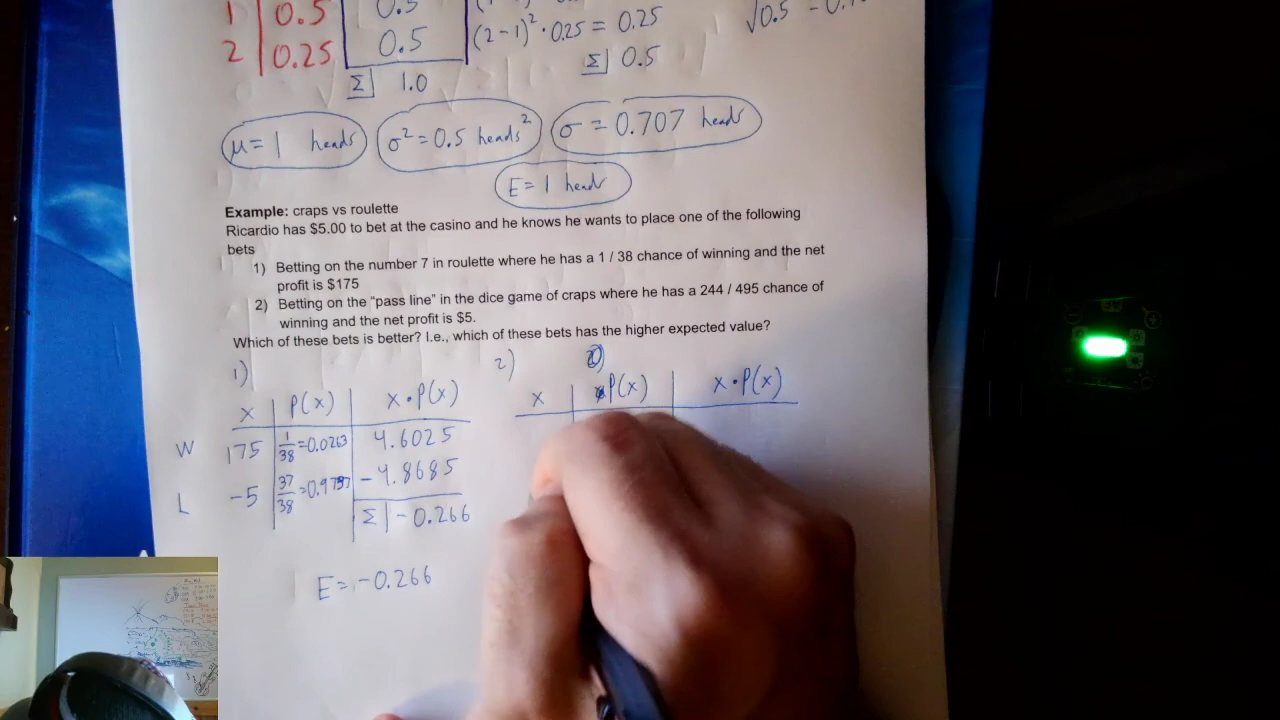 1 | 0.5 | 0.5
2 | 0.25 | 0.5 | (2-1)²·0.25 = 0.25
√0.5
Σ| 1.0
Σ| 0.5
μ=1 heads
σ²=0.5 heads²
σ=0.707 heads
E=1 head
Example: craps vs roulette
Ricardio has $5.00 to bet at the casino and he knows he wants to place one of the following
bets
1) Betting on the number 7 in roulette where he has a 1 / 38 chance of winning and the net
profit is $175
2) Betting on the “pass line” in the dice game of craps where he has a 244 / 495 chance of
winning and the net profit is $5.
Which of these bets is better? I.e., which of these bets has the higher expected value?
1)
x | P(x) | x·P(x)
W 175 | 1/38=0.0263 | 4.6025
L -5 | 37/38=0.9737 | -4.8685
Σ| -0.266
E=-0.266
2)
x | P(x) | x·P(x)